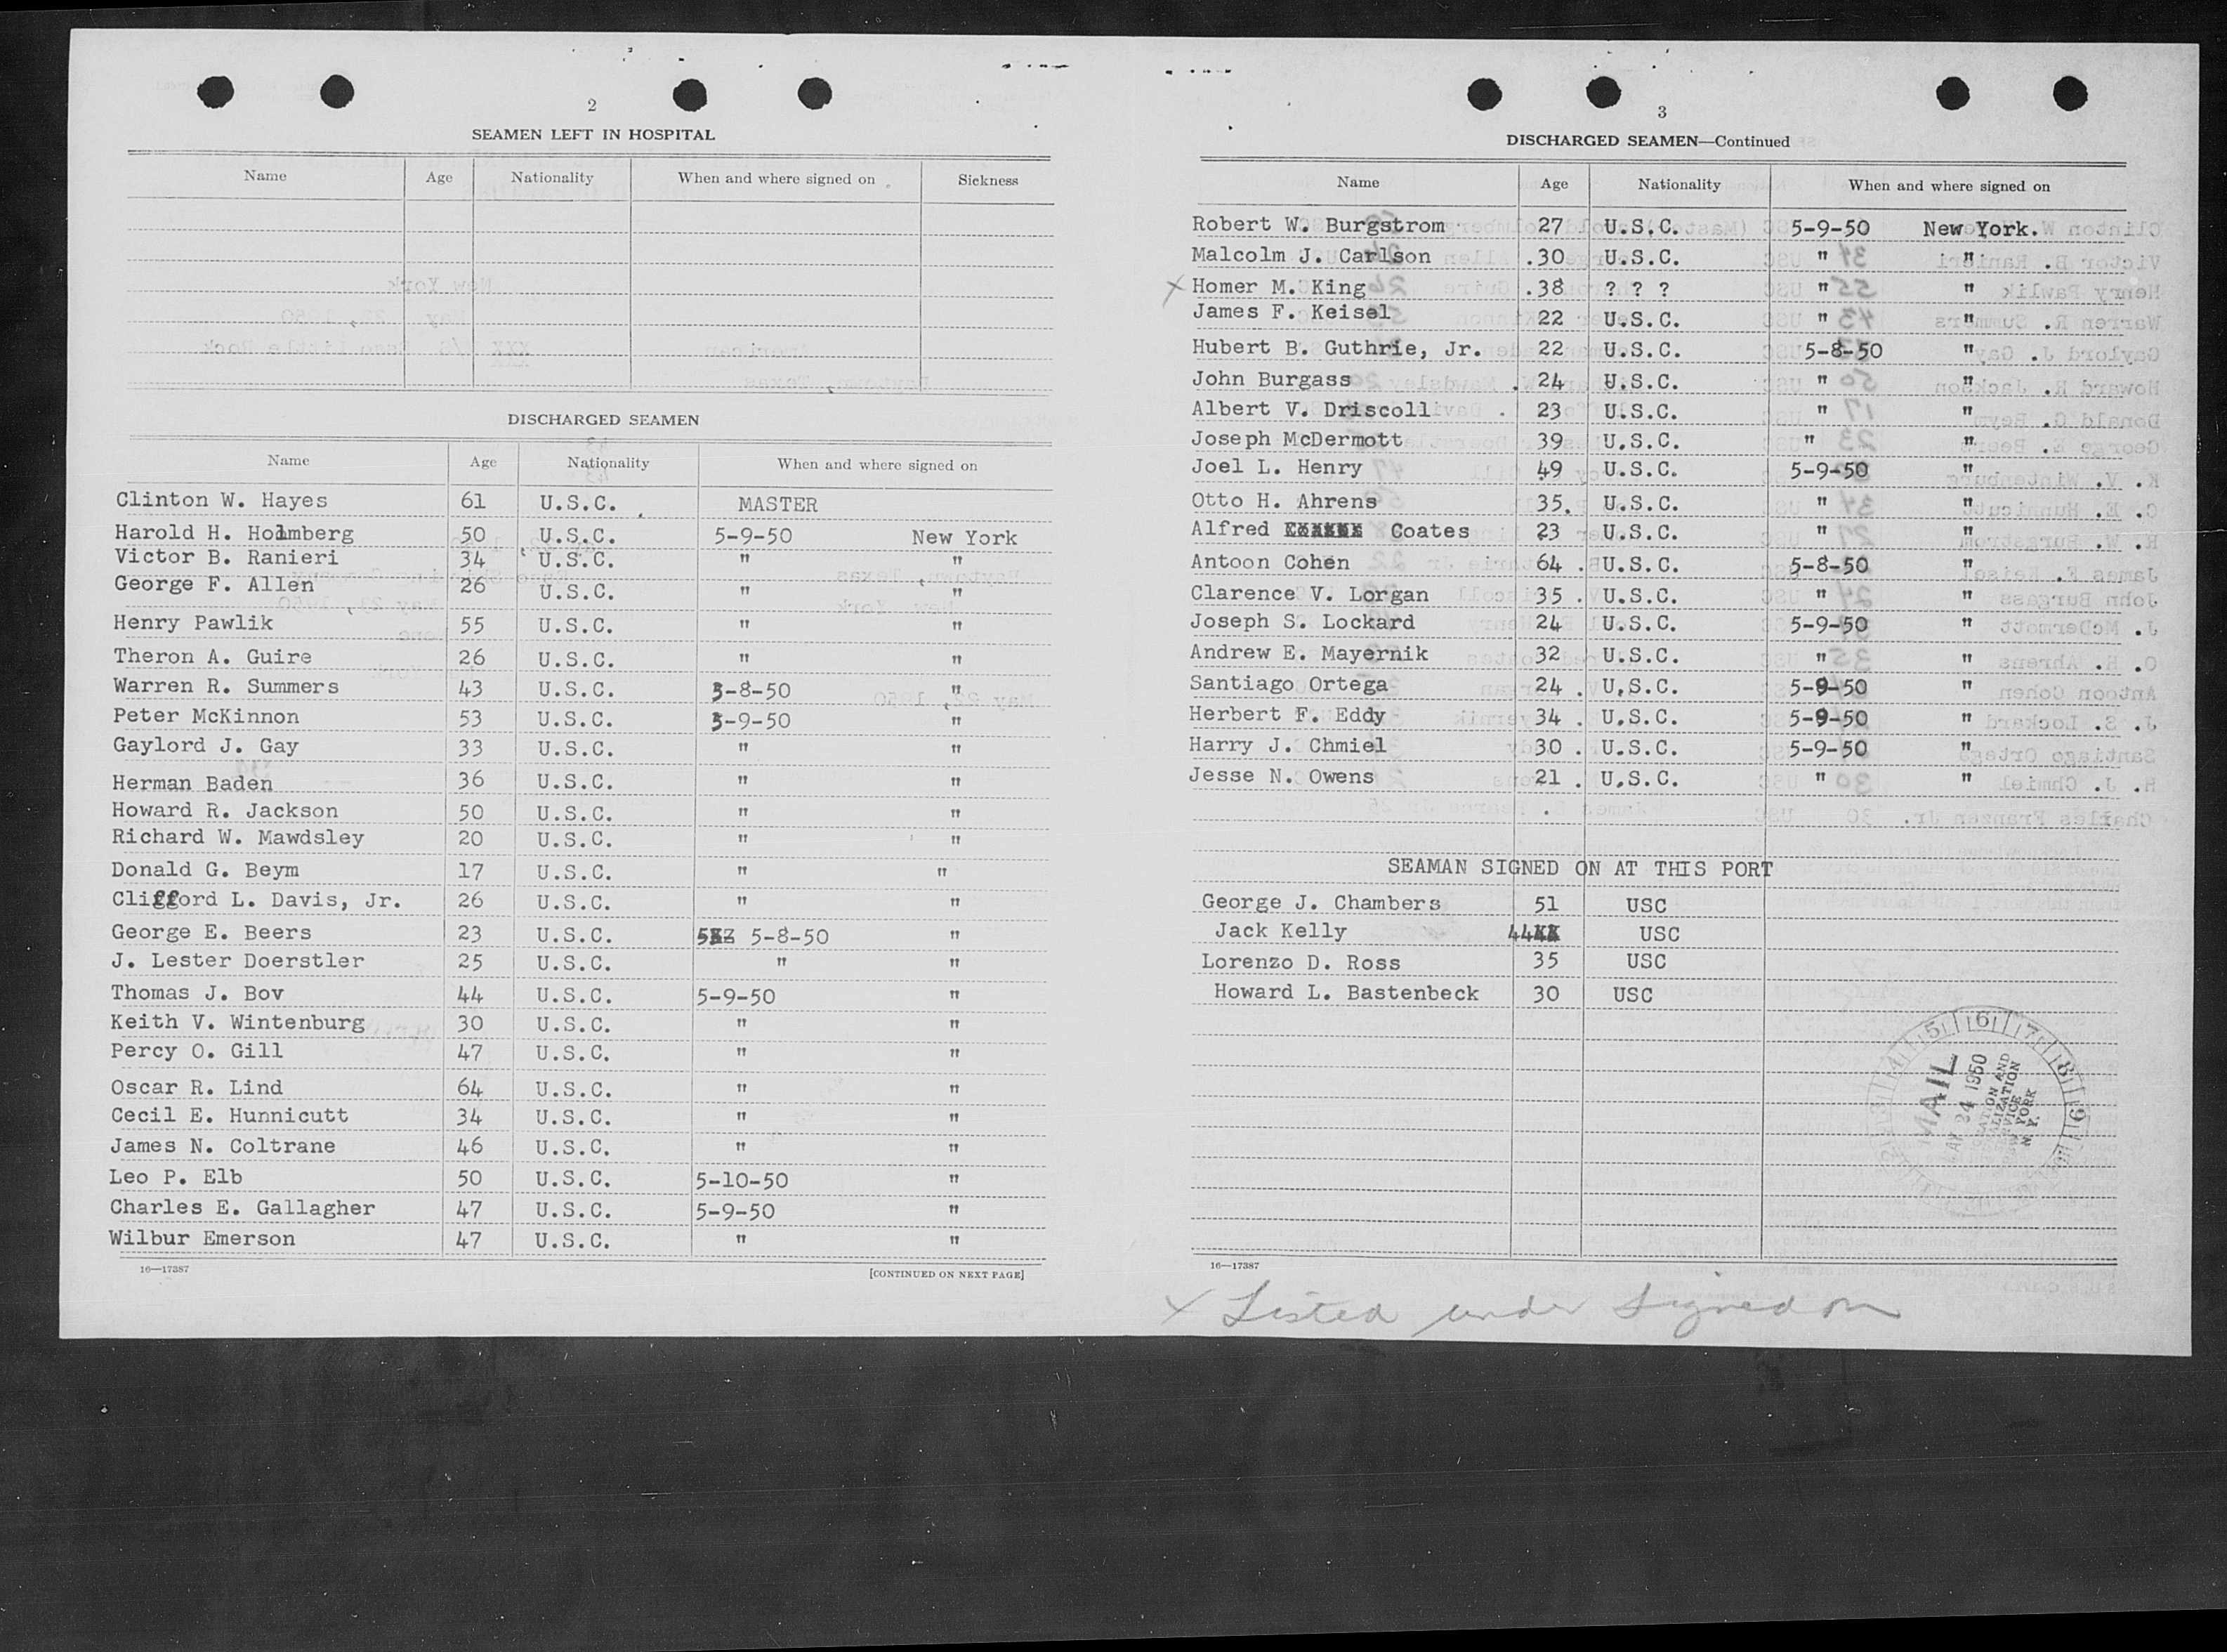 2
SEAMEN LEFT IN HOSPITAL
Name Age Nationality When and where signed on Sickness
DISCHARGED SEAMEN
Name Age Nationality When and where signed on
Clinton W. Hayes 61 U.S.C. MASTER
Harold H. Holmberg 50 U.S.C. 5-9-50 New York
Victor B. Ranieri 34 U.S.C. " "
George F. Allen 26 U.S.C. " "
Henry Pawlik 55 U.S.C. " "
Theron A. Guire 26 U.S.C. " "
Warren R. Summers 43 U.S.C. 5-8-50 "
Peter McKinnon 53 U.S.C. 5-9-50 "
Gaylord J. Gay 33 U.S.C. " "
Herman Baden 36 U.S.C. " "
Howard R. Jackson 50 U.S.C. " "
Richard W. Mawdsley 20 U.S.C. " "
Donald G. Beym 17 U.S.C. " "
Clifford L. Davis, Jr. 26 U.S.C. " "
George E. Beers 23 U.S.C. 5-8-50 "
J. Lester Doerstler 25 U.S.C. " "
Thomas J. Bov 44 U.S.C. 5-9-50 "
Keith V. Wintenburg 30 U.S.C. " "
Percy O. Gill 47 U.S.C. " "
Oscar R. Lind 64 U.S.C. " "
Cecil E. Hunnicutt 34 U.S.C. " "
James N. Coltrane 46 U.S.C. " "
Leo P. Elb 50 U.S.C. 5-10-50 "
Charles E. Gallagher 47 U.S.C. 5-9-50 "
Wilbur Emerson 47 U.S.C. " "
16—17387 [CONTINUED ON NEXT PAGE]
3
DISCHARGED SEAMEN—Continued
Name Age Nationality When and where signed on
Robert W. Burgstrom 27 U.S.C. 5-9-50 New York.
Malcolm J. Carlson 30 U.S.C. " "
x Homer M. King 38 ? ? ? " "
James F. Keisel 22 U.S.C. " "
Hubert B. Guthrie, Jr. 22 U.S.C. 5-8-50 "
John Burgass 24 U.S.C. " "
Albert V. Driscoll 23 U.S.C. " "
Joseph McDermott 39 U.S.C. " "
Joel L. Henry 49 U.S.C. 5-9-50 "
Otto H. Ahrens 35. U.S.C. " "
Alfred Coates 23 U.S.C. " "
Antoon Cohen 64 U.S.C. 5-8-50 "
Clarence V. Lorgan 35 U.S.C. " "
Joseph S. Lockard 24 U.S.C. 5-9-50 "
Andrew E. Mayernik 32 U.S.C. " "
Santiago Ortega 24 U.S.C. 5-9-50 "
Herbert F. Eddy 34 U.S.C. 5-9-50 "
Harry J. Chmiel 30 U.S.C. 5-9-50 "
Jesse N. Owens 21 U.S.C. " "
SEAMAN SIGNED ON AT THIS PORT
George J. Chambers 51 USC
Jack Kelly 44 USC
Lorenzo D. Ross 35 USC
Howard L. Bastenbeck 30 USC
MAIL
24 1950
N. Y.
16—17387
x Listed under Signed on